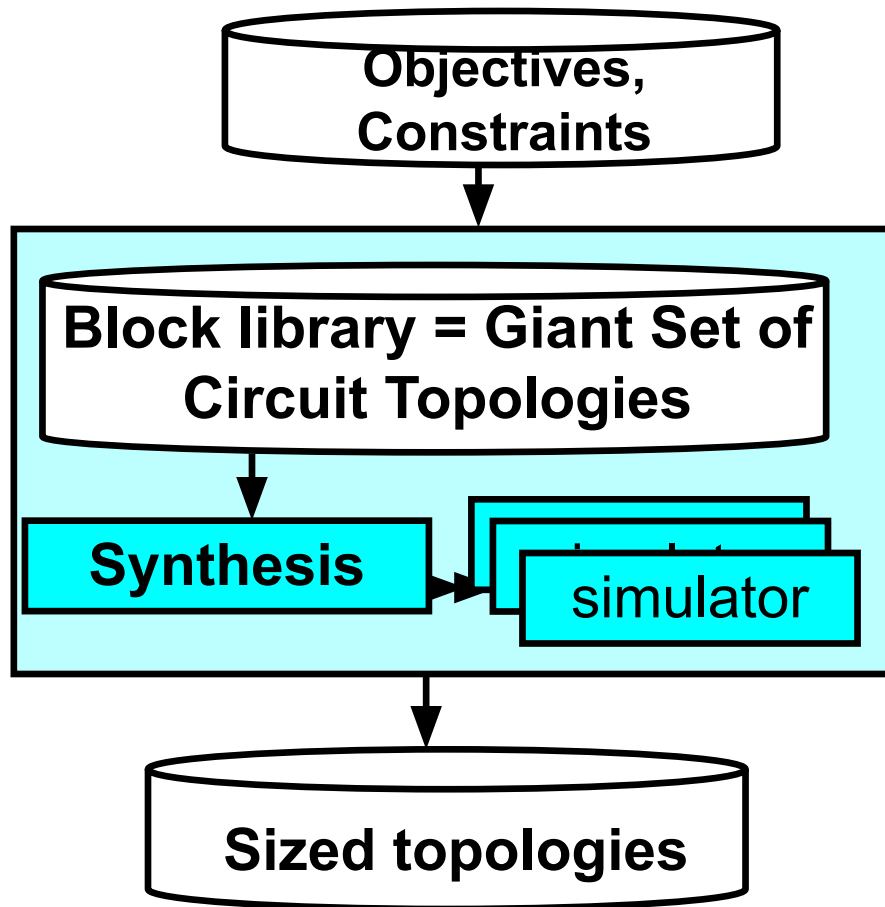 Objectives,
Constraints
Block library = Giant Set of
Circuit Topologies
Synthesis
simulator
Sized topologies